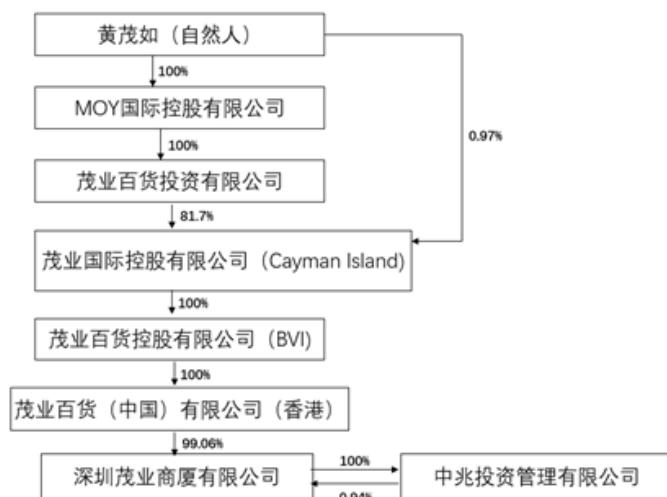 黄茂如（自然人）
100%
0.97%
MOY国际控股有限公司
100%
茂业百货投资有限公司
81.7%
茂业国际控股有限公司（Cayman Island)
100%
茂业百货控股有限公司（BVI)
100%
茂业百货（中国）有限公司（香港）
99.06%
深圳茂业商厦有限公司
100%
中兆投资管理有限公司
0.94%